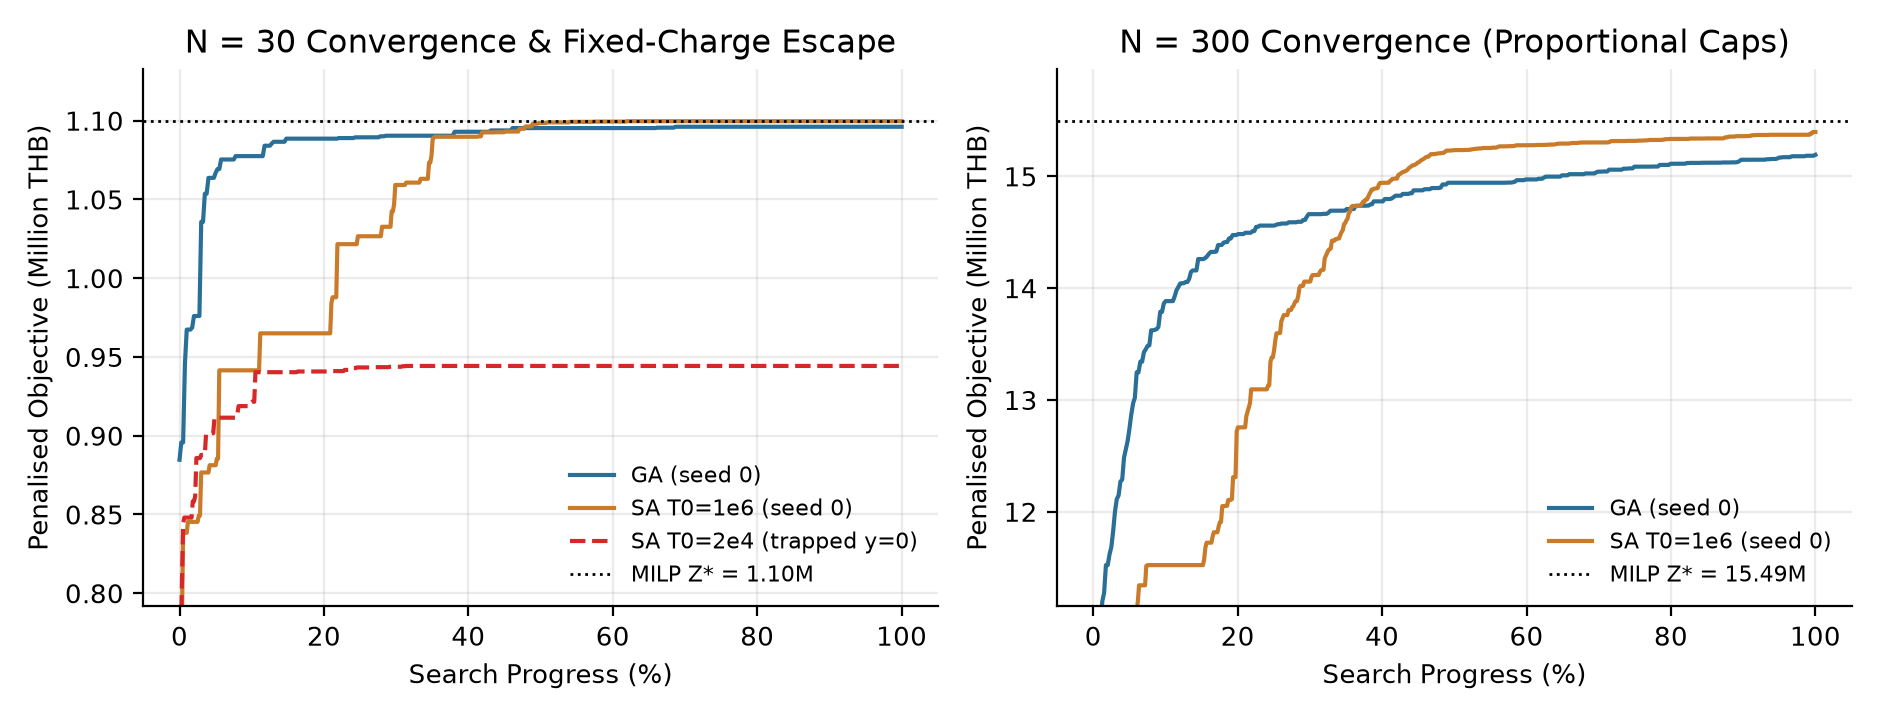 N = 30 Convergence & Fixed-Charge Escape
Penalised Objective (Million THB)
1.10
1.05
1.00
0.95
0.90
0.85
0.80
GA (seed 0)
SA T0=1e6 (seed 0)
SA T0=2e4 (trapped y=0)
MILP Z* = 1.10M
0 20 40 60 80 100
Search Progress (%)
N = 300 Convergence (Proportional Caps)
Penalised Objective (Million THB)
15
14
13
12
GA (seed 0)
SA T0=1e6 (seed 0)
MILP Z* = 15.49M
0 20 40 60 80 100
Search Progress (%)